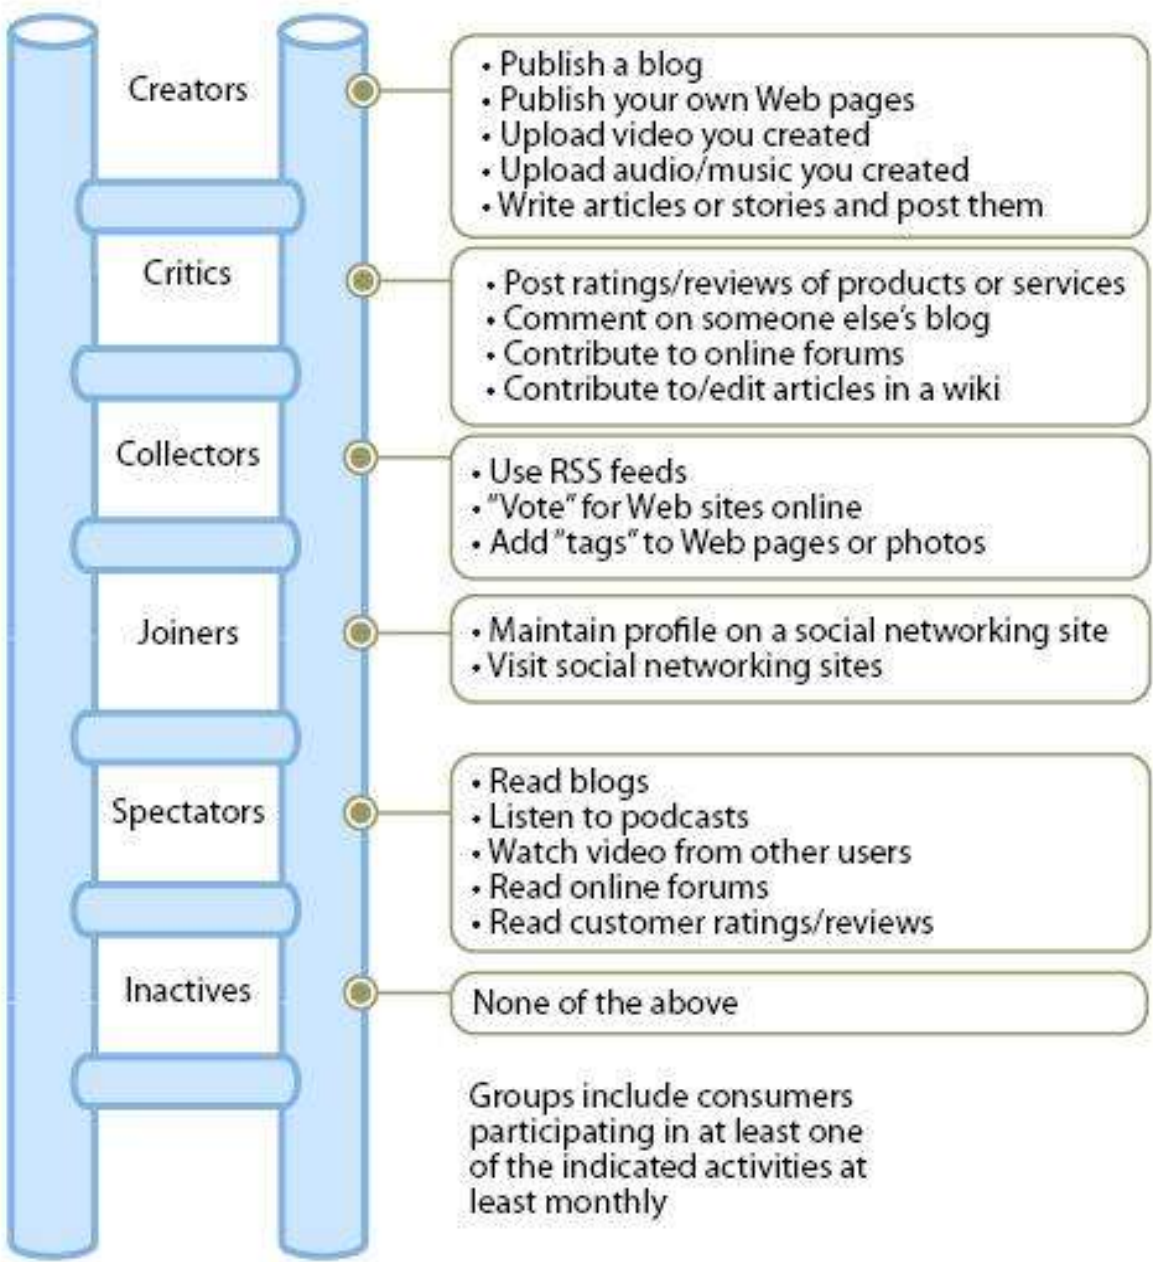 Creators
• Publish a blog
• Publish your own Web pages
• Upload video you created
• Upload audio/music you created
• Write articles or stories and post them
Critics
• Post ratings/reviews of products or services
• Comment on someone else's blog
• Contribute to online forums
• Contribute to/edit articles in a wiki
Collectors
• Use RSS feeds
• “Vote” for Web sites online
• Add “tags” to Web pages or photos
Joiners
• Maintain profile on a social networking site
• Visit social networking sites
Spectators
• Read blogs
• Listen to podcasts
• Watch video from other users
• Read online forums
• Read customer ratings/reviews
Inactives
None of the above
Groups include consumers
participating in at least one
of the indicated activities at
least monthly